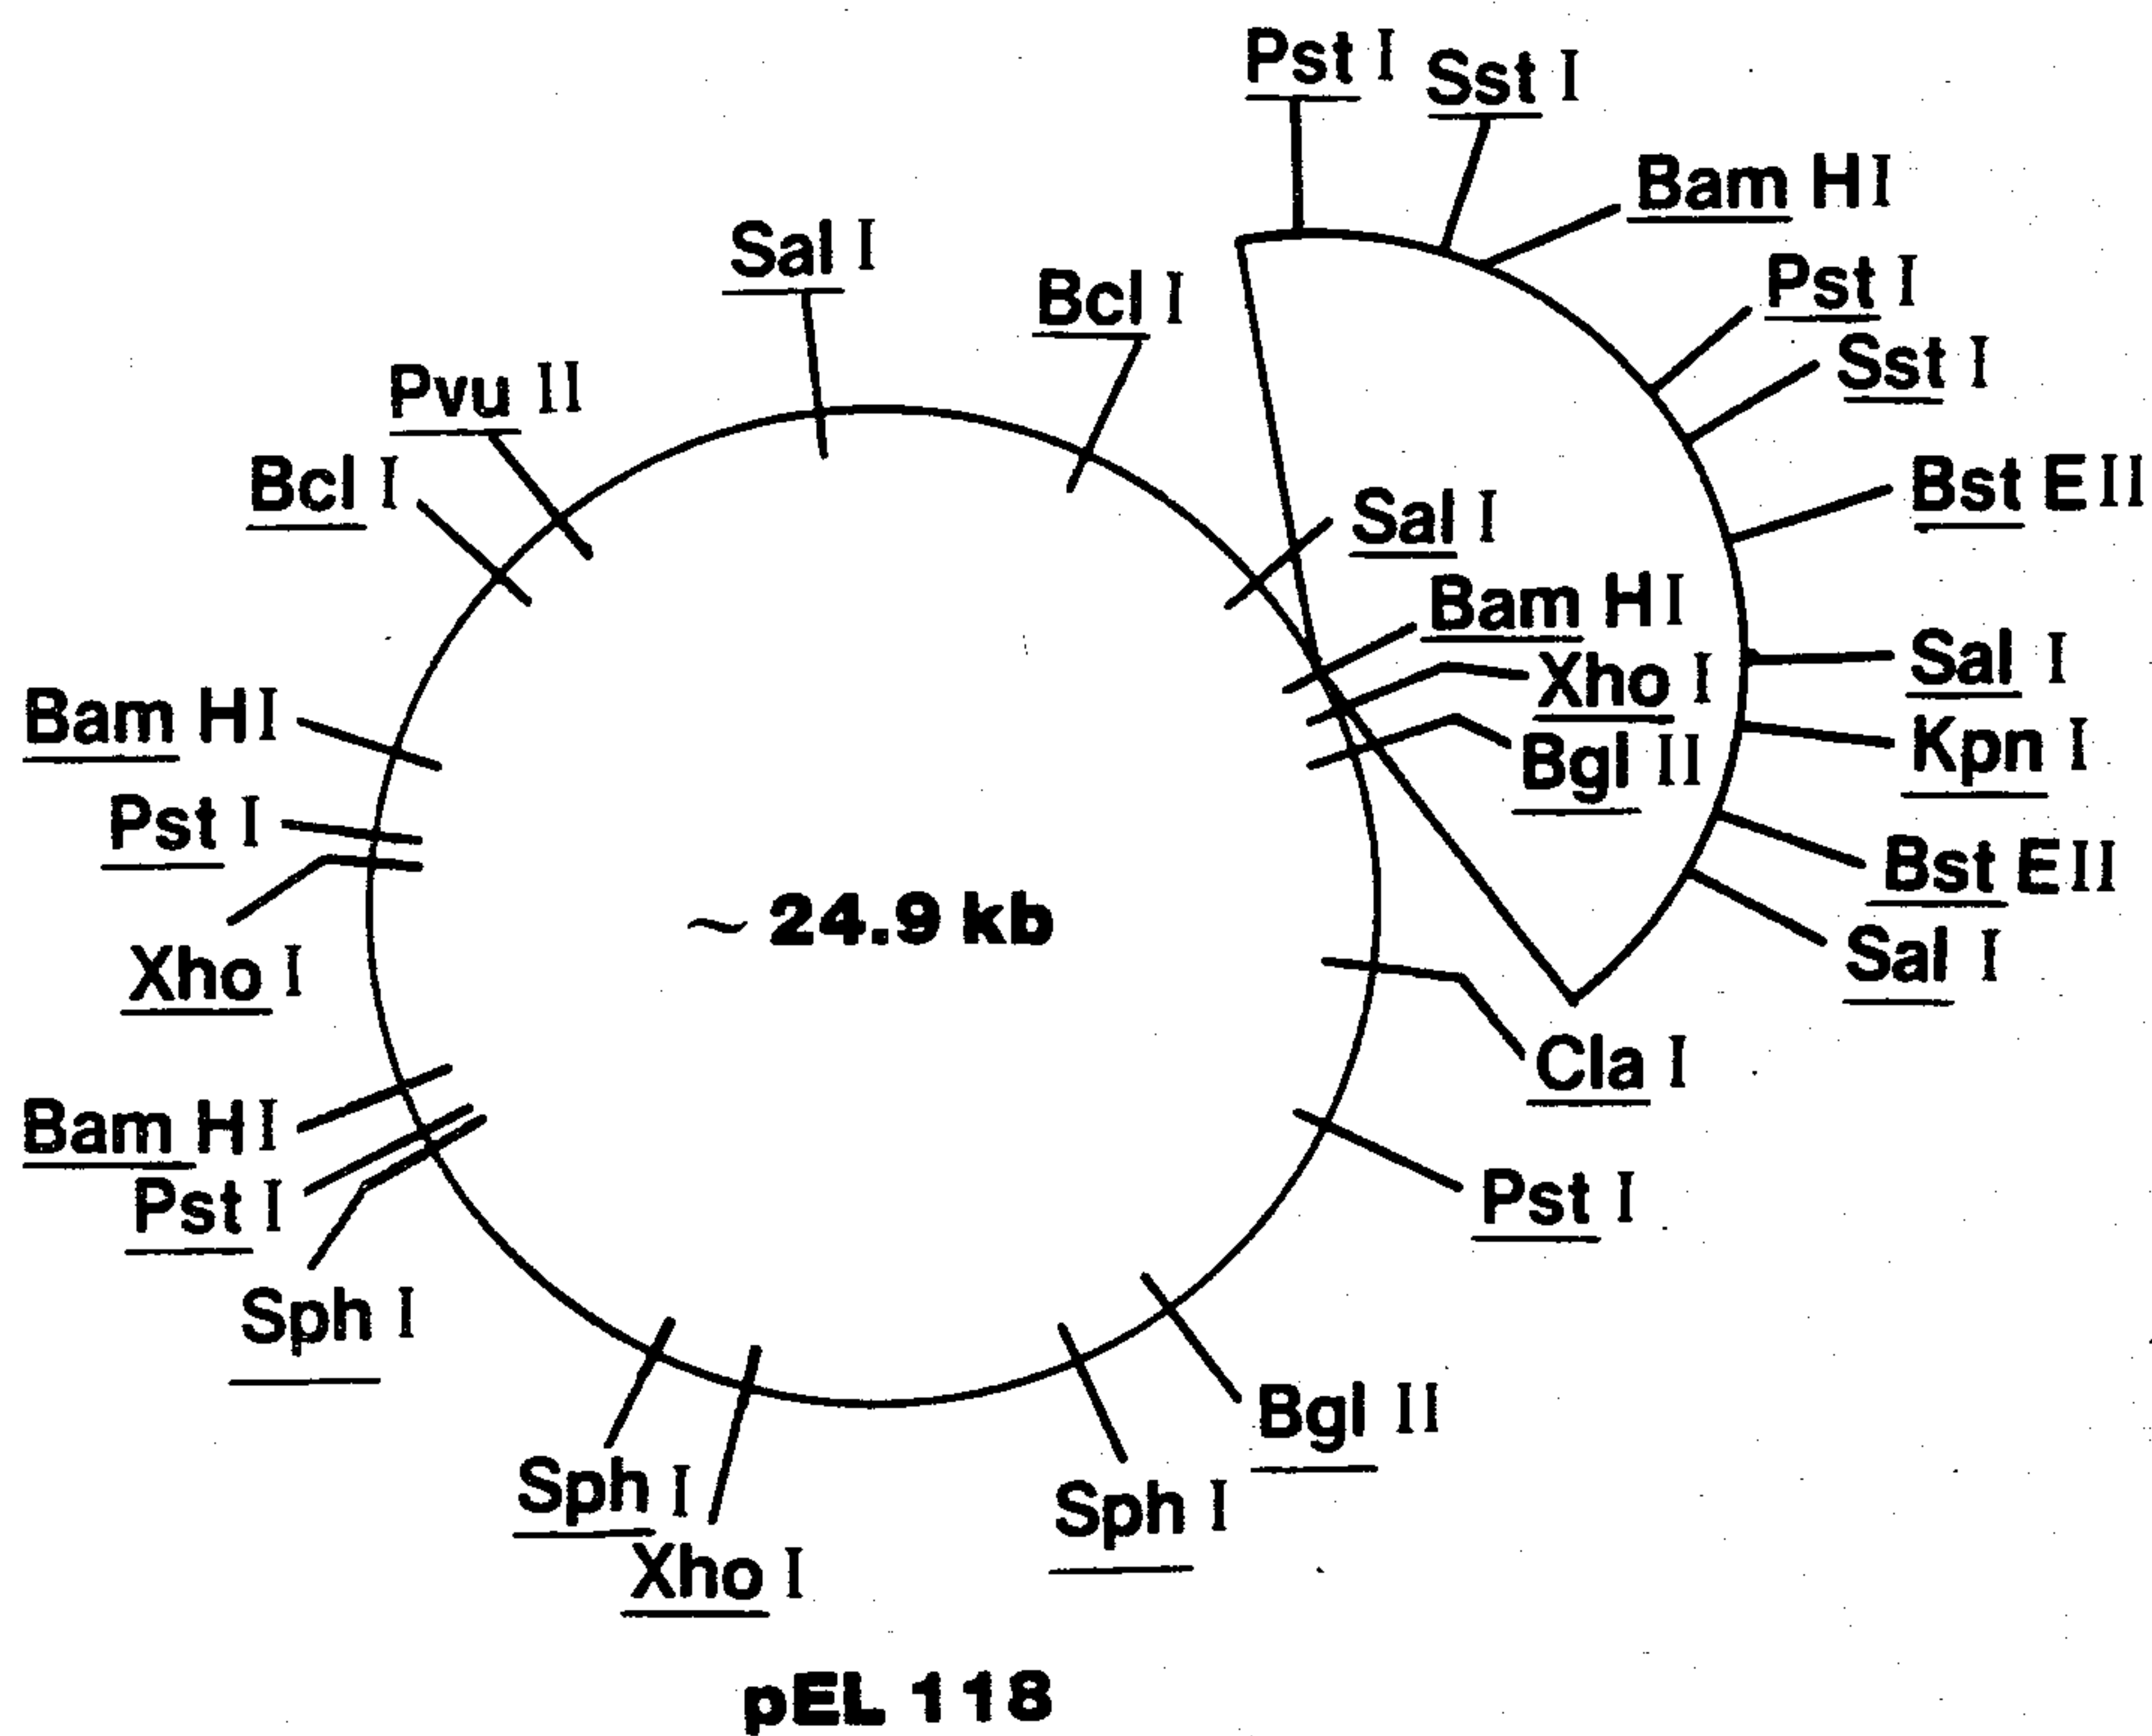 Pst I
Sst I
Bam HI
Sal I
Bcl I
Pst I
Sst I
Pvu II
Bcl I
Bst EII
Sal I
Bam HI
Sal I
Xho I
Bam HI
Kpn I
Bgl II
Pst I
Bst EII
~ 24.9 kb
Sal I
Xho I
Cla I
Bam HI
Pst I
Pst I
Sph I
Bgl II
Sph I
Sph I
Xho I
pEL 118